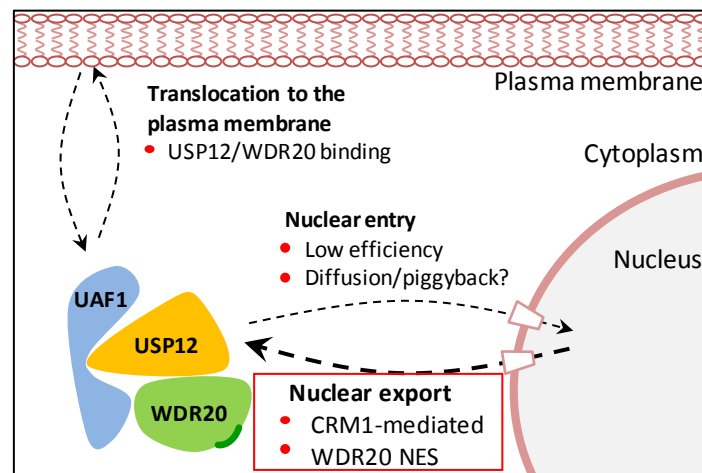 Plasma membrane
Translocation to the
plasma membrane
• USP12/WDR20 binding
Cytoplasm
Nuclear entry
• Low efficiency
• Diffusion/piggyback?
Nucleus
UAF1
USP12
WDR20
Nuclear export
• CRM1-mediated
• WDR20 NES